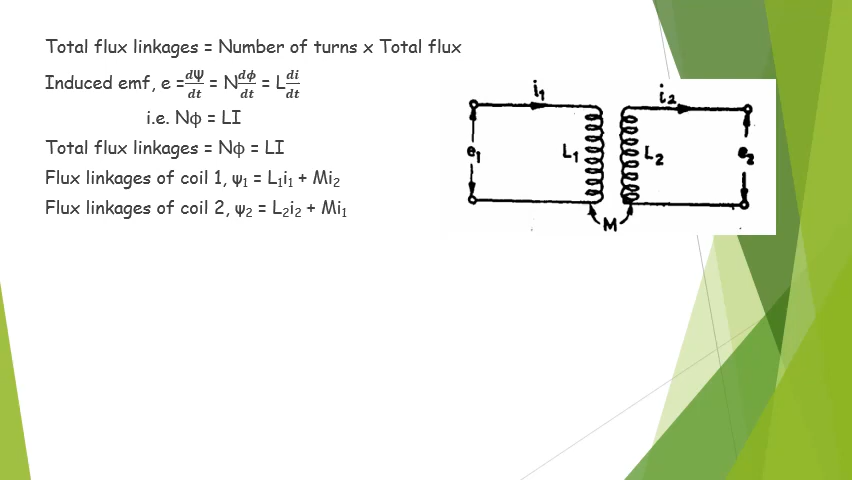 Total flux linkages = Number of turns x Total flux
Induced emf, e = dΨ/dt = N dϕ/dt = L di/dt
i.e. Nϕ = LI
Total flux linkages = Nϕ = LI
Flux linkages of coil 1, ψ₁ = L₁i₁ + Mi₂
Flux linkages of coil 2, ψ₂ = L₂i₂ + Mi₁
i₁ i₂
e₁ L₁ L₂ e₂
M